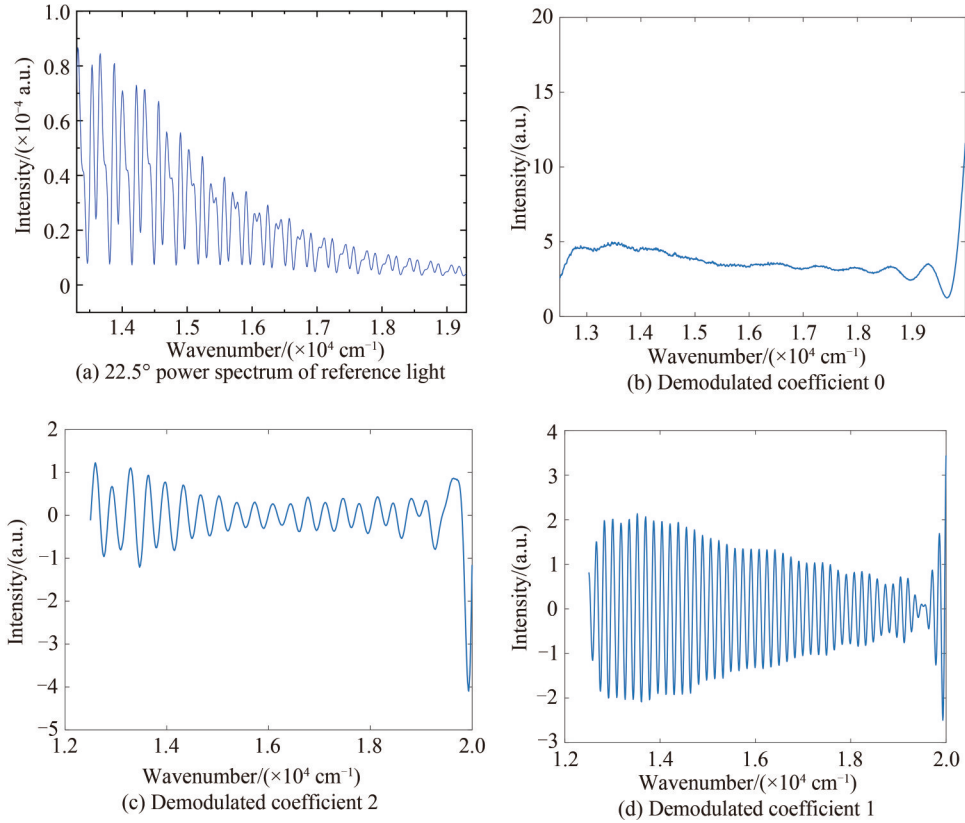 1.0
0.8
0.6
0.4
0.2
0
Intensity/(×10⁻⁴ a.u.)
1.4 1.5 1.6 1.7 1.8 1.9
Wavenumber/(×10⁴ cm⁻¹)
(a) 22.5° power spectrum of reference light
20
15
10
5
0
Intensity/(a.u.)
1.3 1.4 1.5 1.6 1.7 1.8 1.9
Wavenumber/(×10⁴ cm⁻¹)
(b) Demodulated coefficient 0
2
1
0
−1
−2
−3
−4
−5
Intensity/(a.u.)
1.2 1.4 1.6 1.8 2.0
Wavenumber/(×10⁴ cm⁻¹)
(c) Demodulated coefficient 2
4
3
2
1
0
−1
−2
−3
Intensity/(a.u.)
1.2 1.4 1.6 1.8 2.0
Wavenumber/(×10⁴ cm⁻¹)
(d) Demodulated coefficient 1